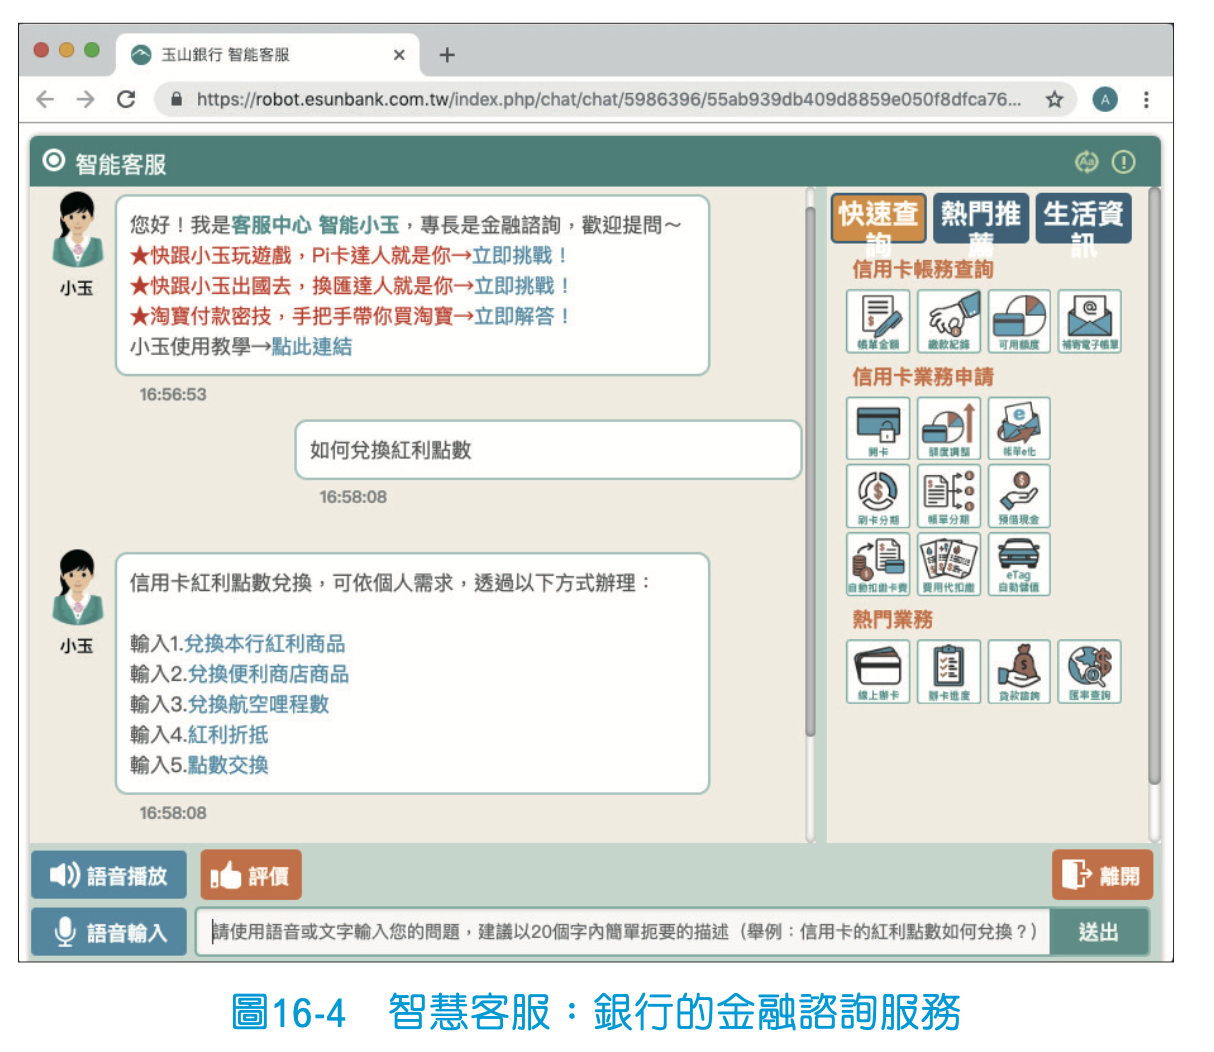 玉山銀行 智能客服
https://robot.esunbank.com.tw/index.php/chat/chat/5986396/55ab939db409d8859e050f8dfca76...
A
智能客服
您好！我是客服中心 智能小玉，專長是金融諮詢，歡迎提問～
★快跟小玉玩遊戲，Pi卡達人就是你→立即挑戰！
★快跟小玉出國去，換匯達人就是你→立即挑戰！
★淘寶付款密技，手把手帶你買淘寶→立即解答！
小玉使用教學→點此連結
小玉
16:56:53
如何兌換紅利點數
16:58:08
信用卡紅利點數兌換，可依個人需求，透過以下方式辦理：
輸入1.兌換本行紅利商品
輸入2.兌換便利商店商品
輸入3.兌換航空哩程數
輸入4.紅利折抵
輸入5.點數交換
小玉
16:58:08
快速查詢
熱門推薦
生活資訊
信用卡帳務查詢
帳單金額 繳款紀錄 可用額度 補寄電子帳單
信用卡業務申請
開卡 額度調整 帳單e化
刷卡分期 帳單分期 預借現金
自動扣繳卡費 費用代扣繳 eTag自動儲值
熱門業務
線上辦卡 辦卡進度 貸款諮詢 匯率查詢
語音播放
評價
離開
語音輸入
請使用語音或文字輸入您的問題，建議以20個字內簡單扼要的描述（舉例：信用卡的紅利點數如何兌換？）
送出
圖16-4 智慧客服：銀行的金融諮詢服務